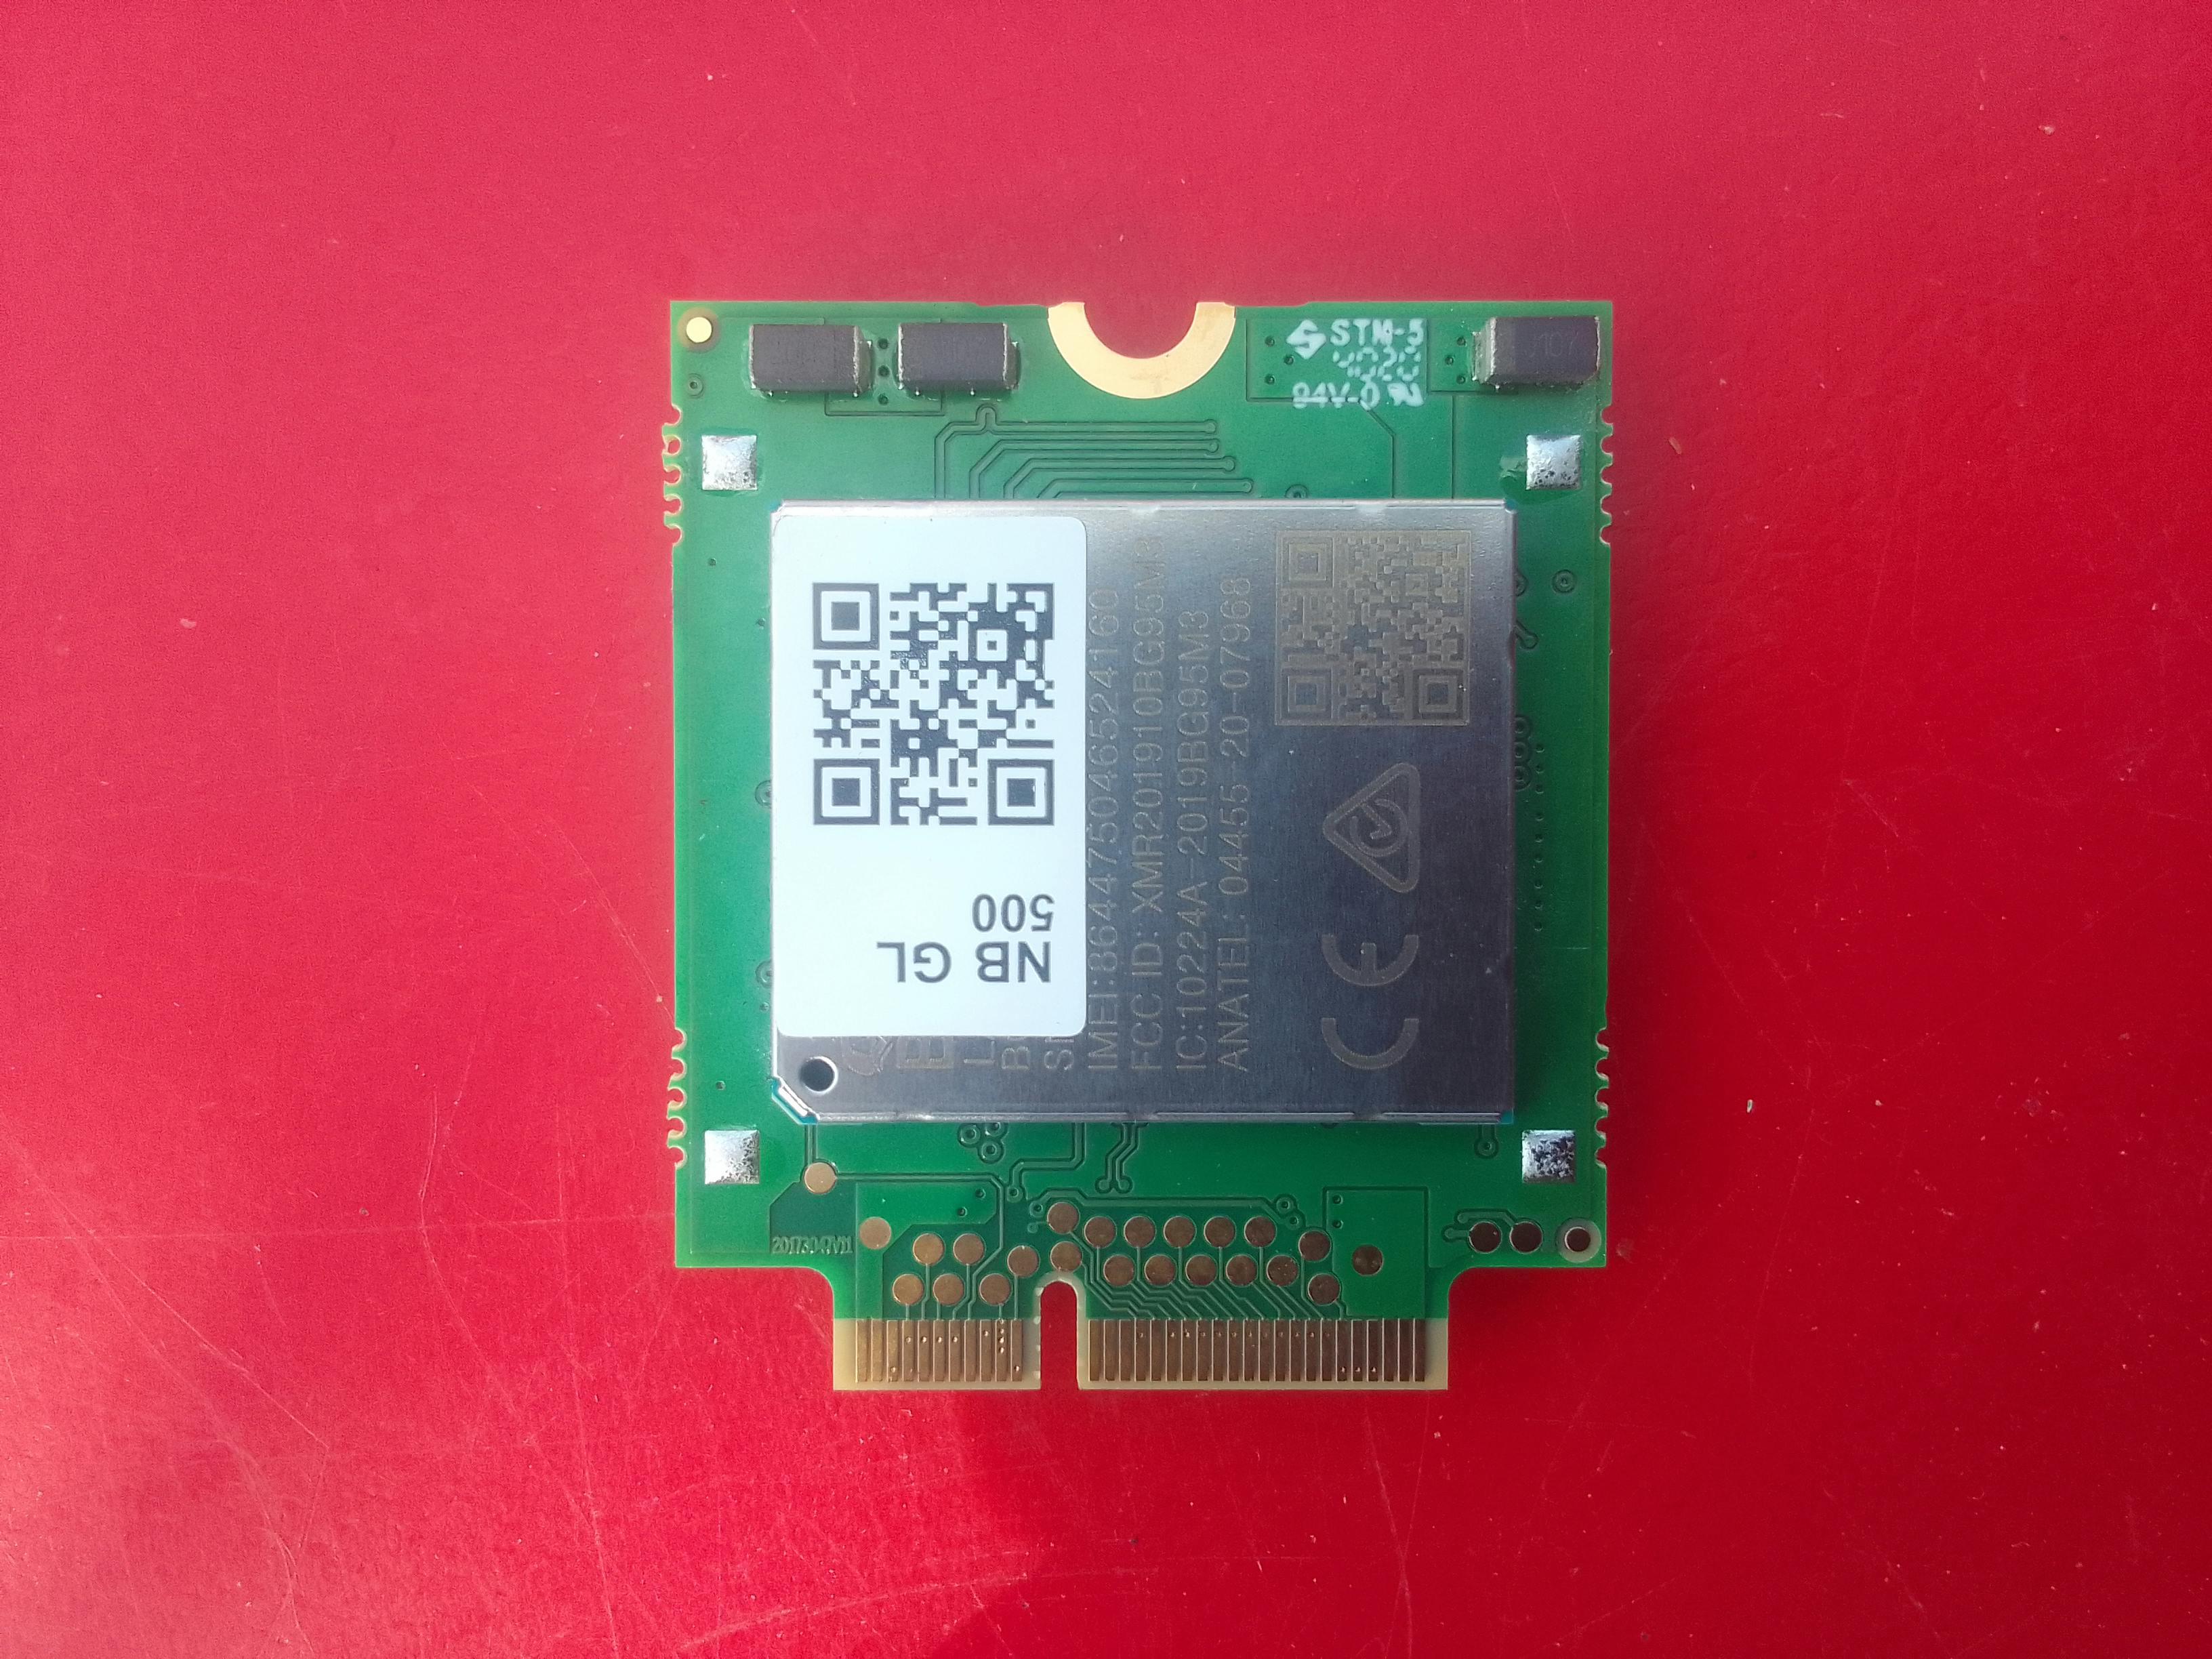 STM-5
94V-0
NB GL
500
IMEI:864475046524160
FCC ID: XMR201910BG95M3
IC:10224A-2019BG95M3
ANATEL: 04455-20-07968
CE